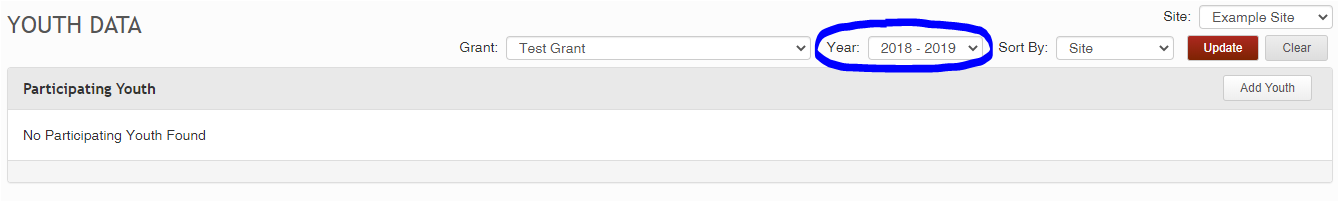 YOUTH DATA
Site: Example Site
Grant: Test Grant Year: 2018 - 2019 Sort By: Site Update Clear
Participating Youth Add Youth
No Participating Youth Found